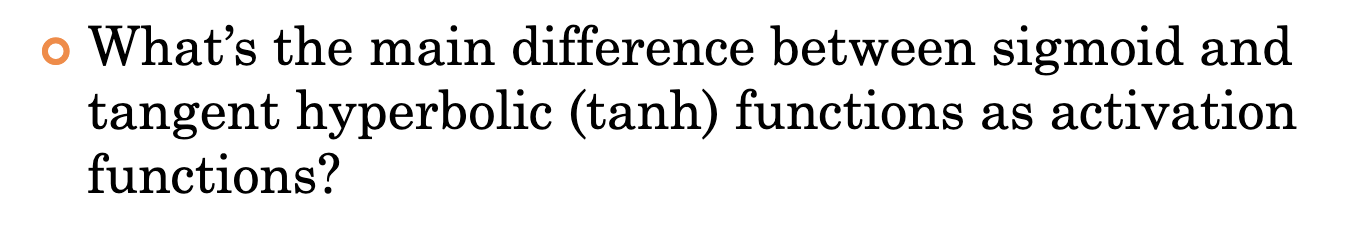 What's the main difference between sigmoid and
tangent hyperbolic (tanh) functions as activation
functions?